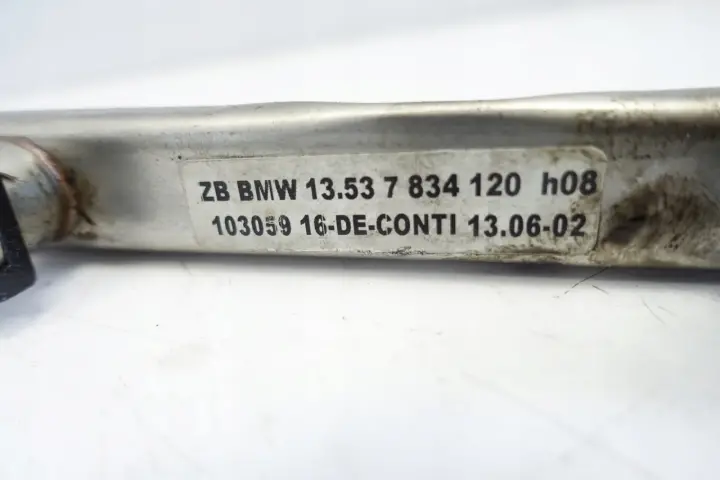 ZB BMW 13.53 7 834 120 h08
103059 16-DE-CONTI 13.06-02